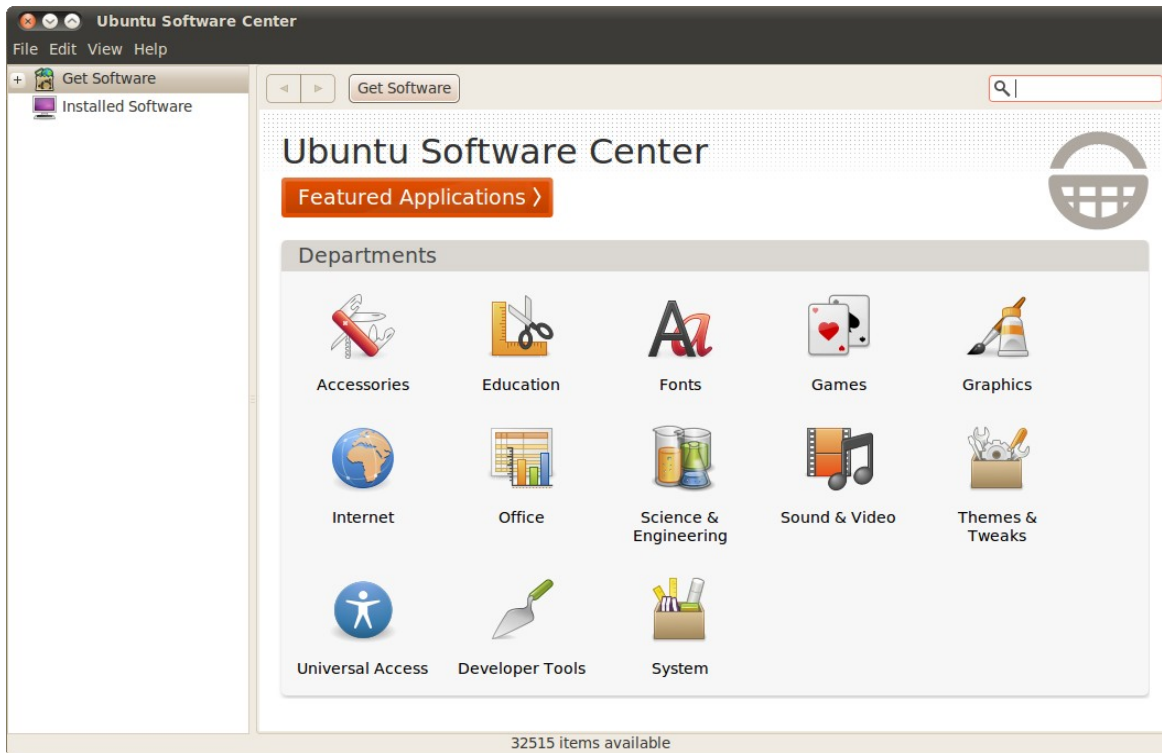 Ubuntu Software Center
File Edit View Help
Get Software
Installed Software
Get Software
Ubuntu Software Center
Featured Applications
Departments
Accessories
Education
Fonts
Games
Graphics
Internet
Office
Science &
Engineering
Sound & Video
Themes &
Tweaks
Universal Access
Developer Tools
System
32515 items available